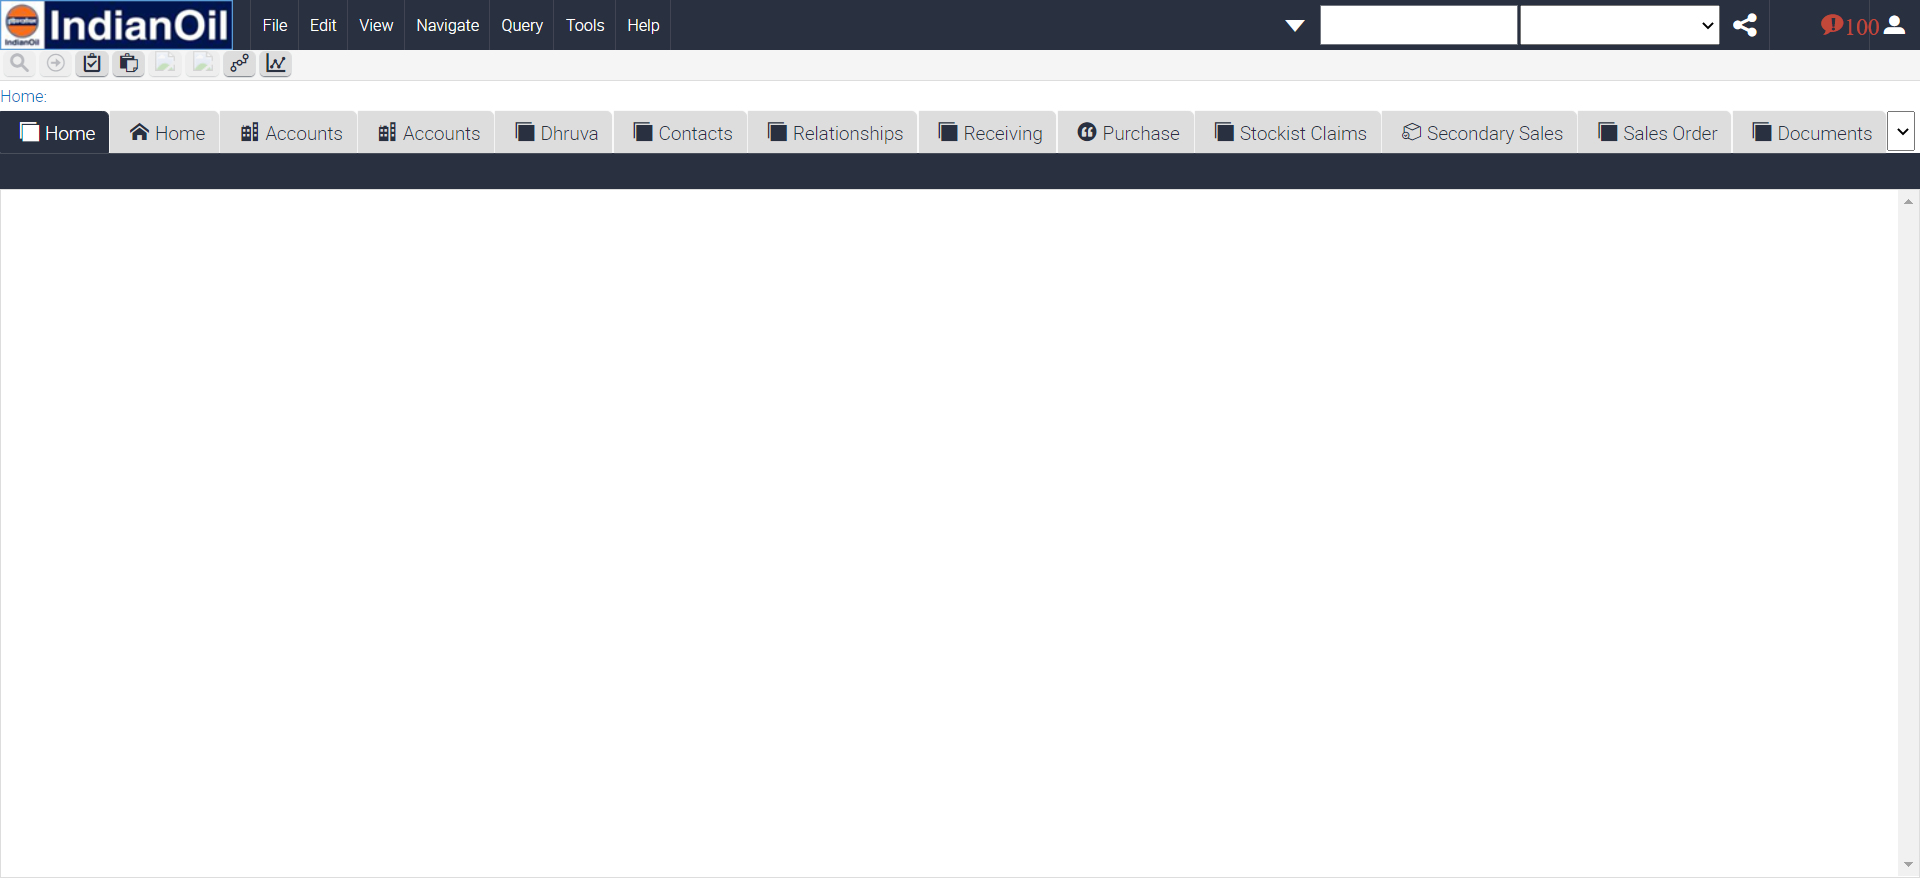 IndianOil
IndianOil File Edit View Navigate Query Tools Help 100
Home:
Home Home Accounts Accounts Dhruva Contacts Relationships Receiving Purchase Stockist Claims Secondary Sales Sales Order Documents